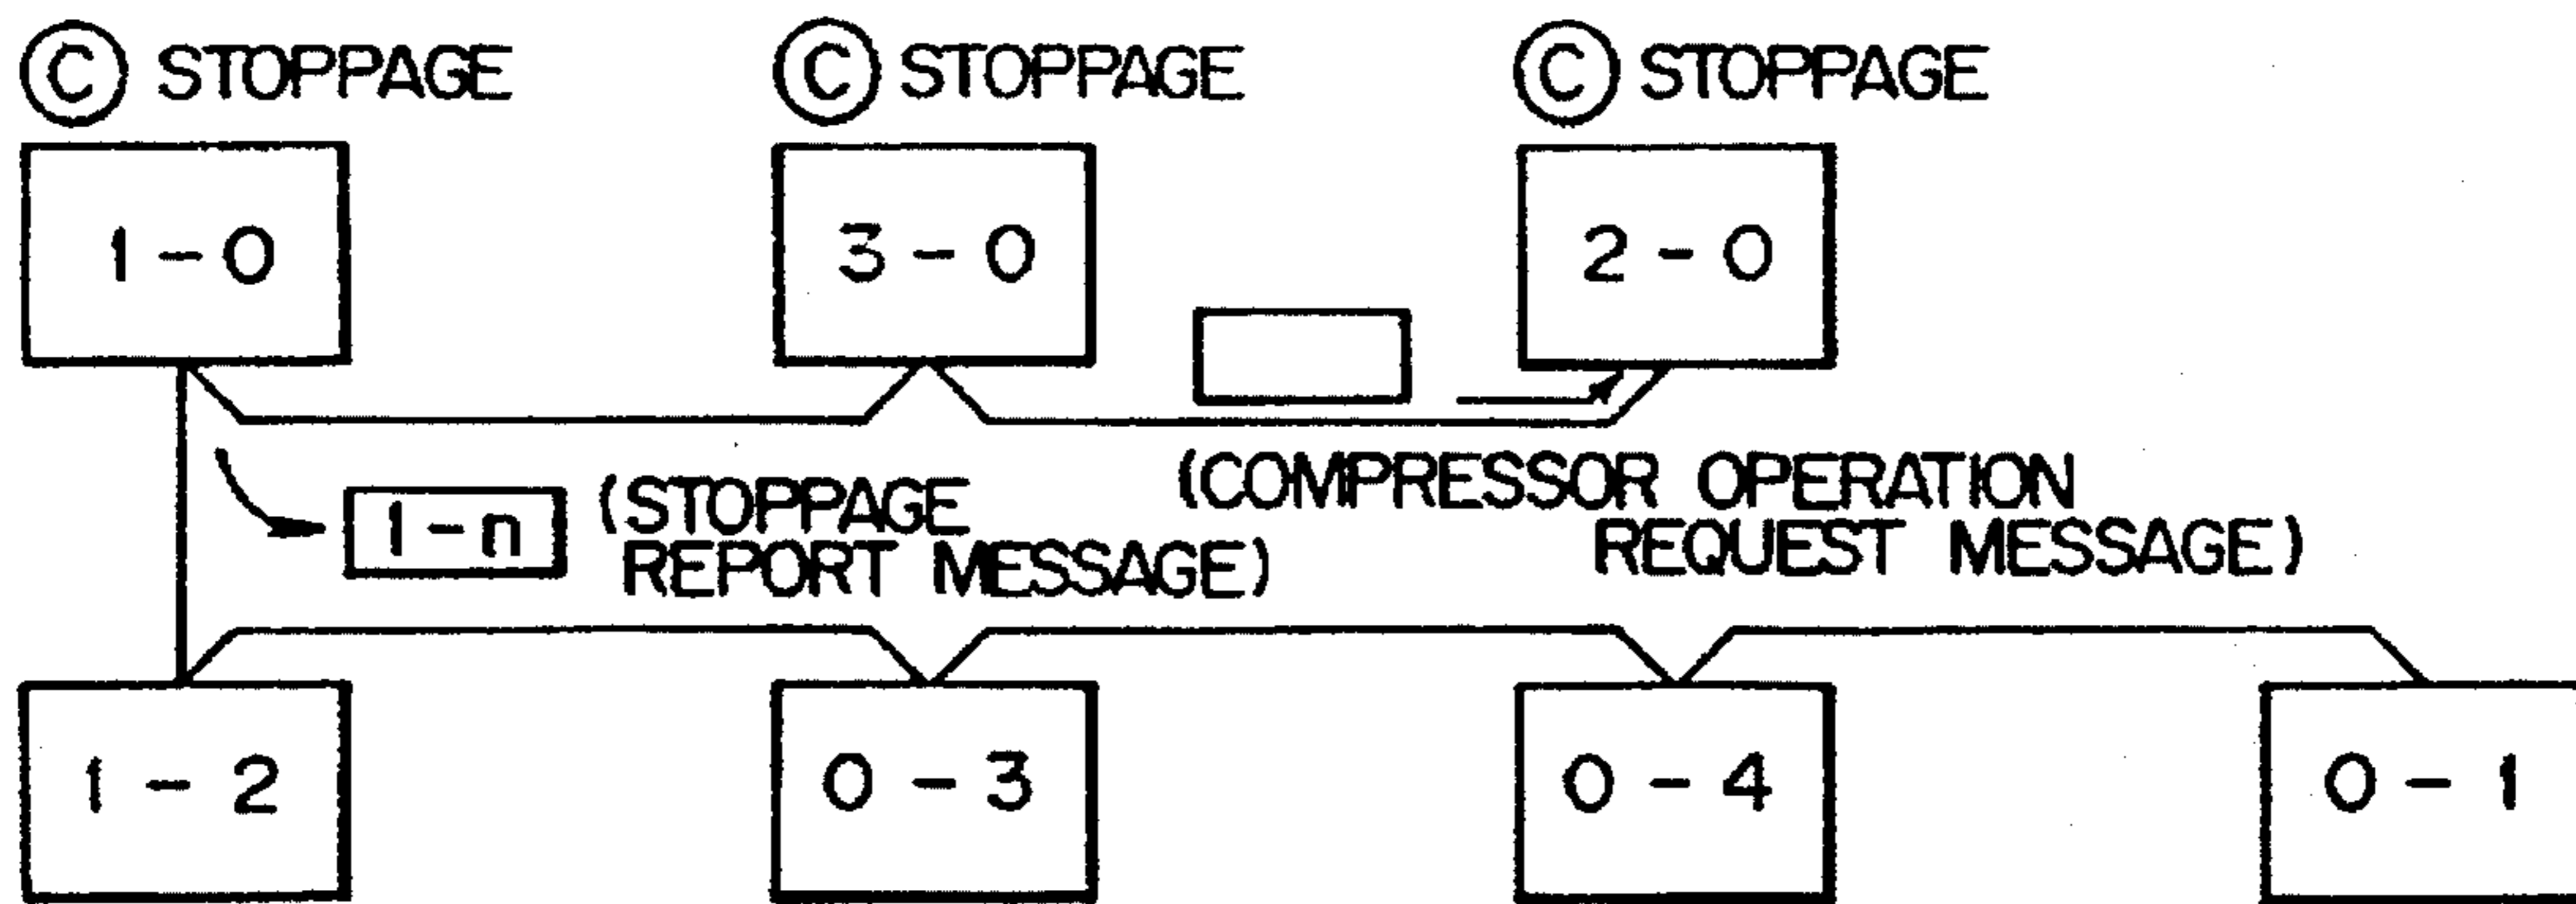 Ⓒ STOPPAGE
Ⓒ STOPPAGE
Ⓒ STOPPAGE
1-0
3-0
2-0
1-n
(STOPPAGE
REPORT MESSAGE)
(COMPRESSOR OPERATION
REQUEST MESSAGE)
1-2
0-3
0-4
0-1